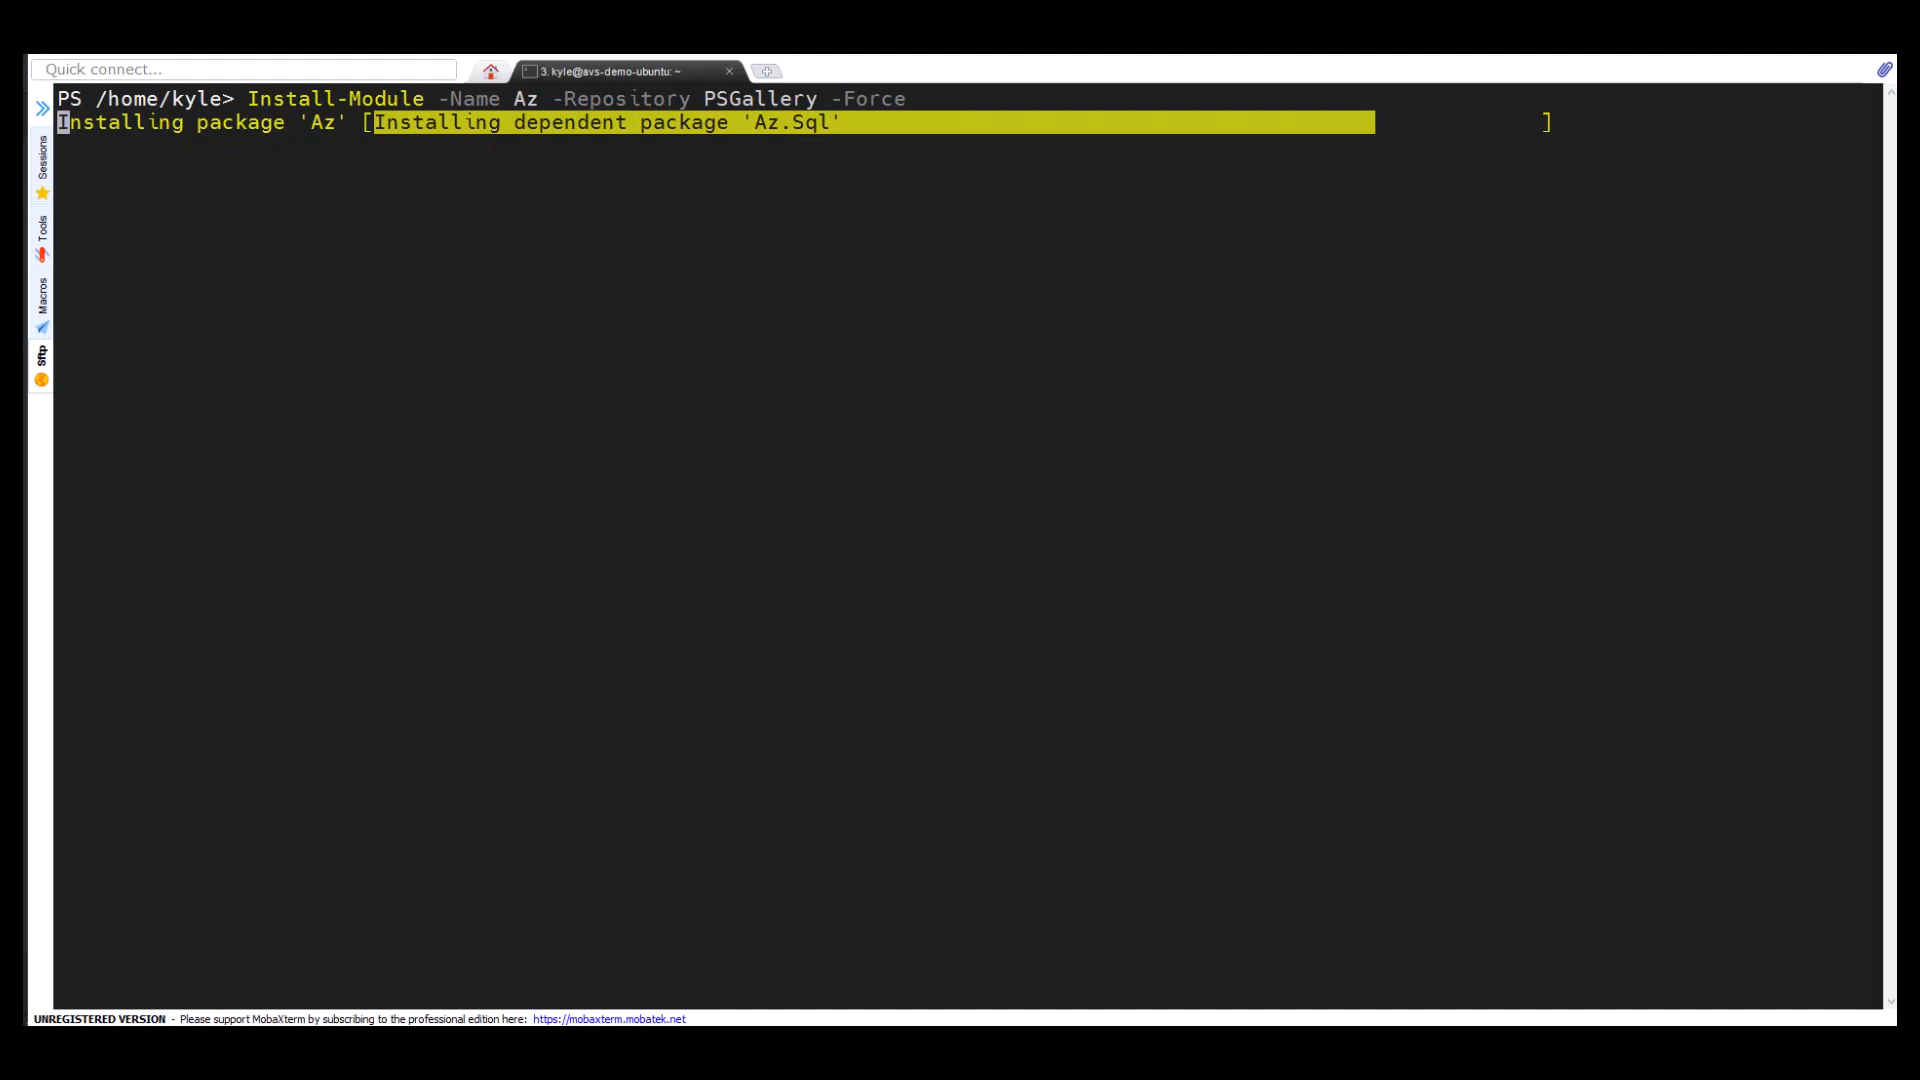 Quick connect...
3. kyle@avs-demo-ubuntu: ~
PS /home/kyle> Install-Module -Name Az -Repository PSGallery -Force
Installing package 'Az' [Installing dependent package 'Az.Sql' ]
Sessions
Tools
Macros
Sftp
UNREGISTERED VERSION - Please support MobaXterm by subscribing to the professional edition here: https://mobaxterm.mobatek.net